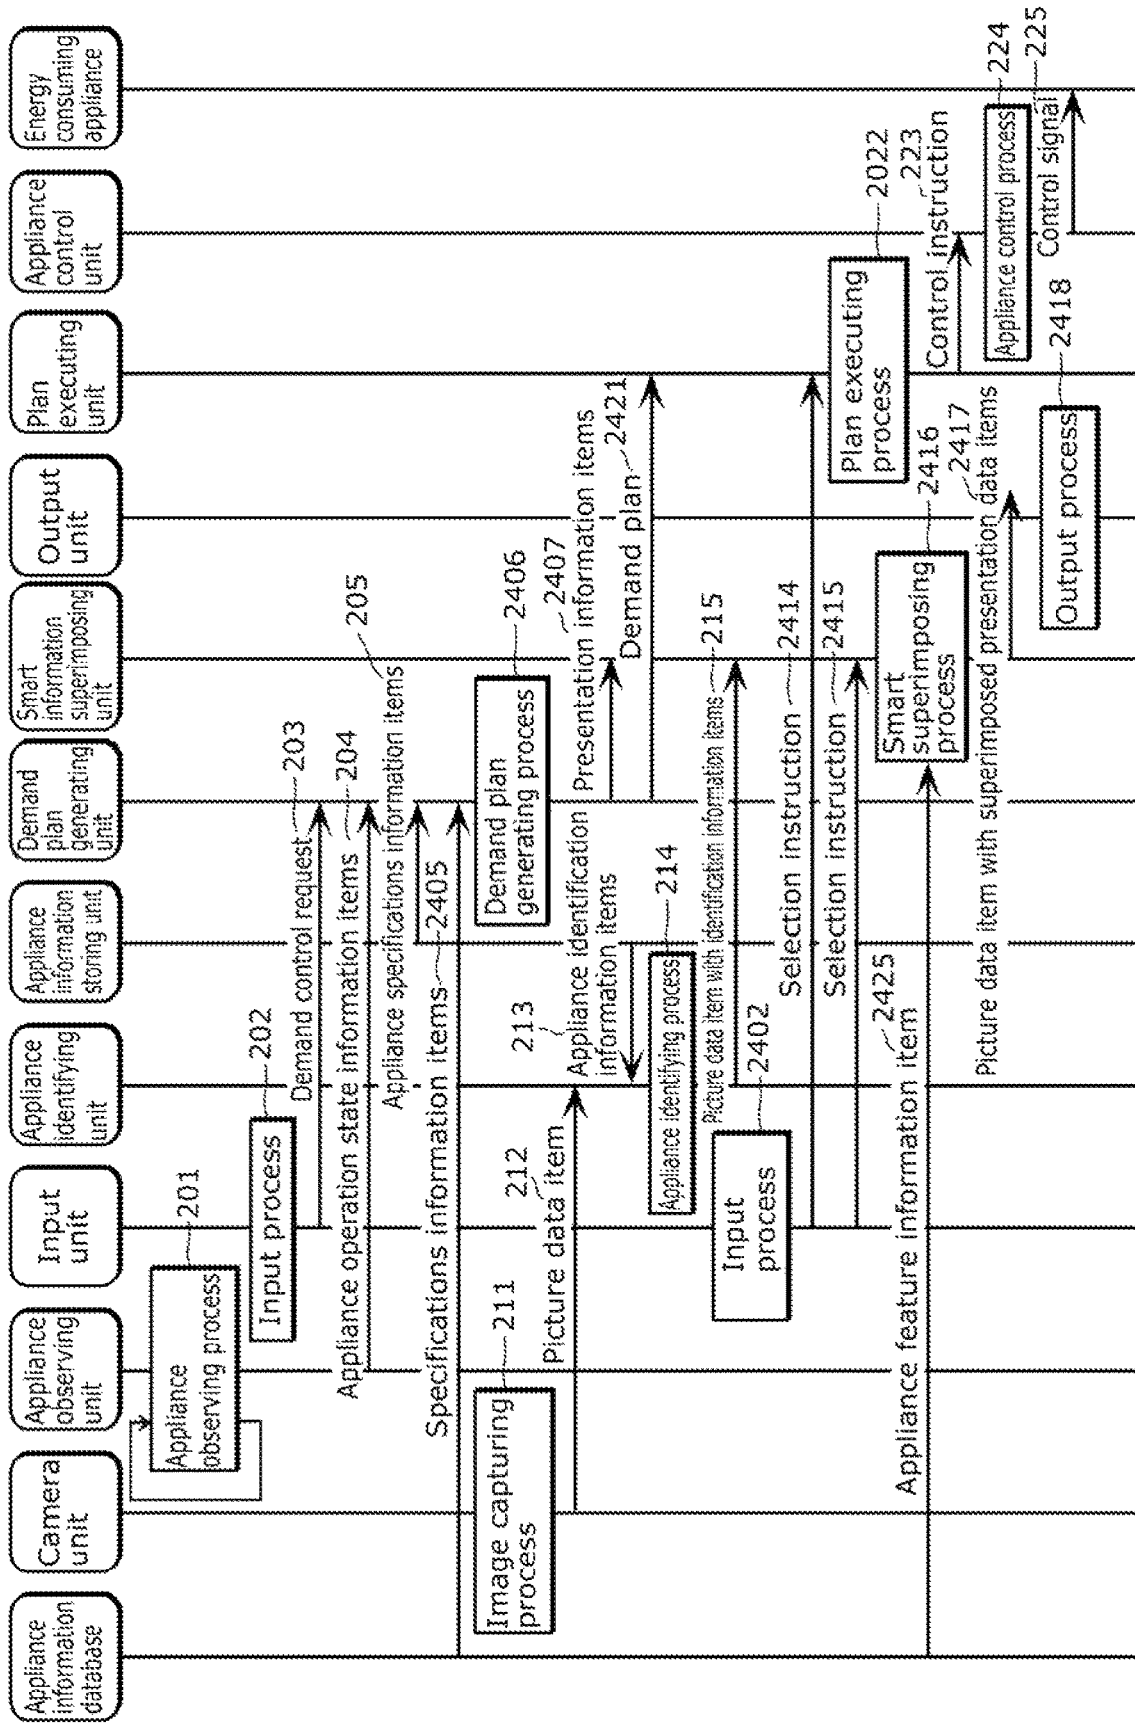 Appliance
information
database
Camera
unit
Appliance
observing
unit
Input
unit
Appliance
identifying
unit
Appliance
information
storing unit
Demand
plan
generating
unit
Smart
information
superimposing
unit
Output
unit
Plan
executing
unit
Appliance
control
unit
Energy
consuming
appliance
Appliance
observing process
201
Input process
202
Demand control request
203
Appliance operation state information items
204
Appliance specifications information items
205
Specifications information items
2405
Image capturing
process
211
Demand plan
generating process
2406
Picture data item
212
Appliance identification
information items
213
Presentation information items
2407
Demand plan
2421
Appliance identifying process
214
Picture data item with identification information items
215
Input
process
2402
Selection instruction
2414
Selection instruction
2415
Plan executing
process
2022
Appliance feature information item
2425
Smart
superimposing
process
2416
Control instruction
223
Picture data item with superimposed presentation data items
2417
Appliance control process
224
Control signal
225
Output process
2418